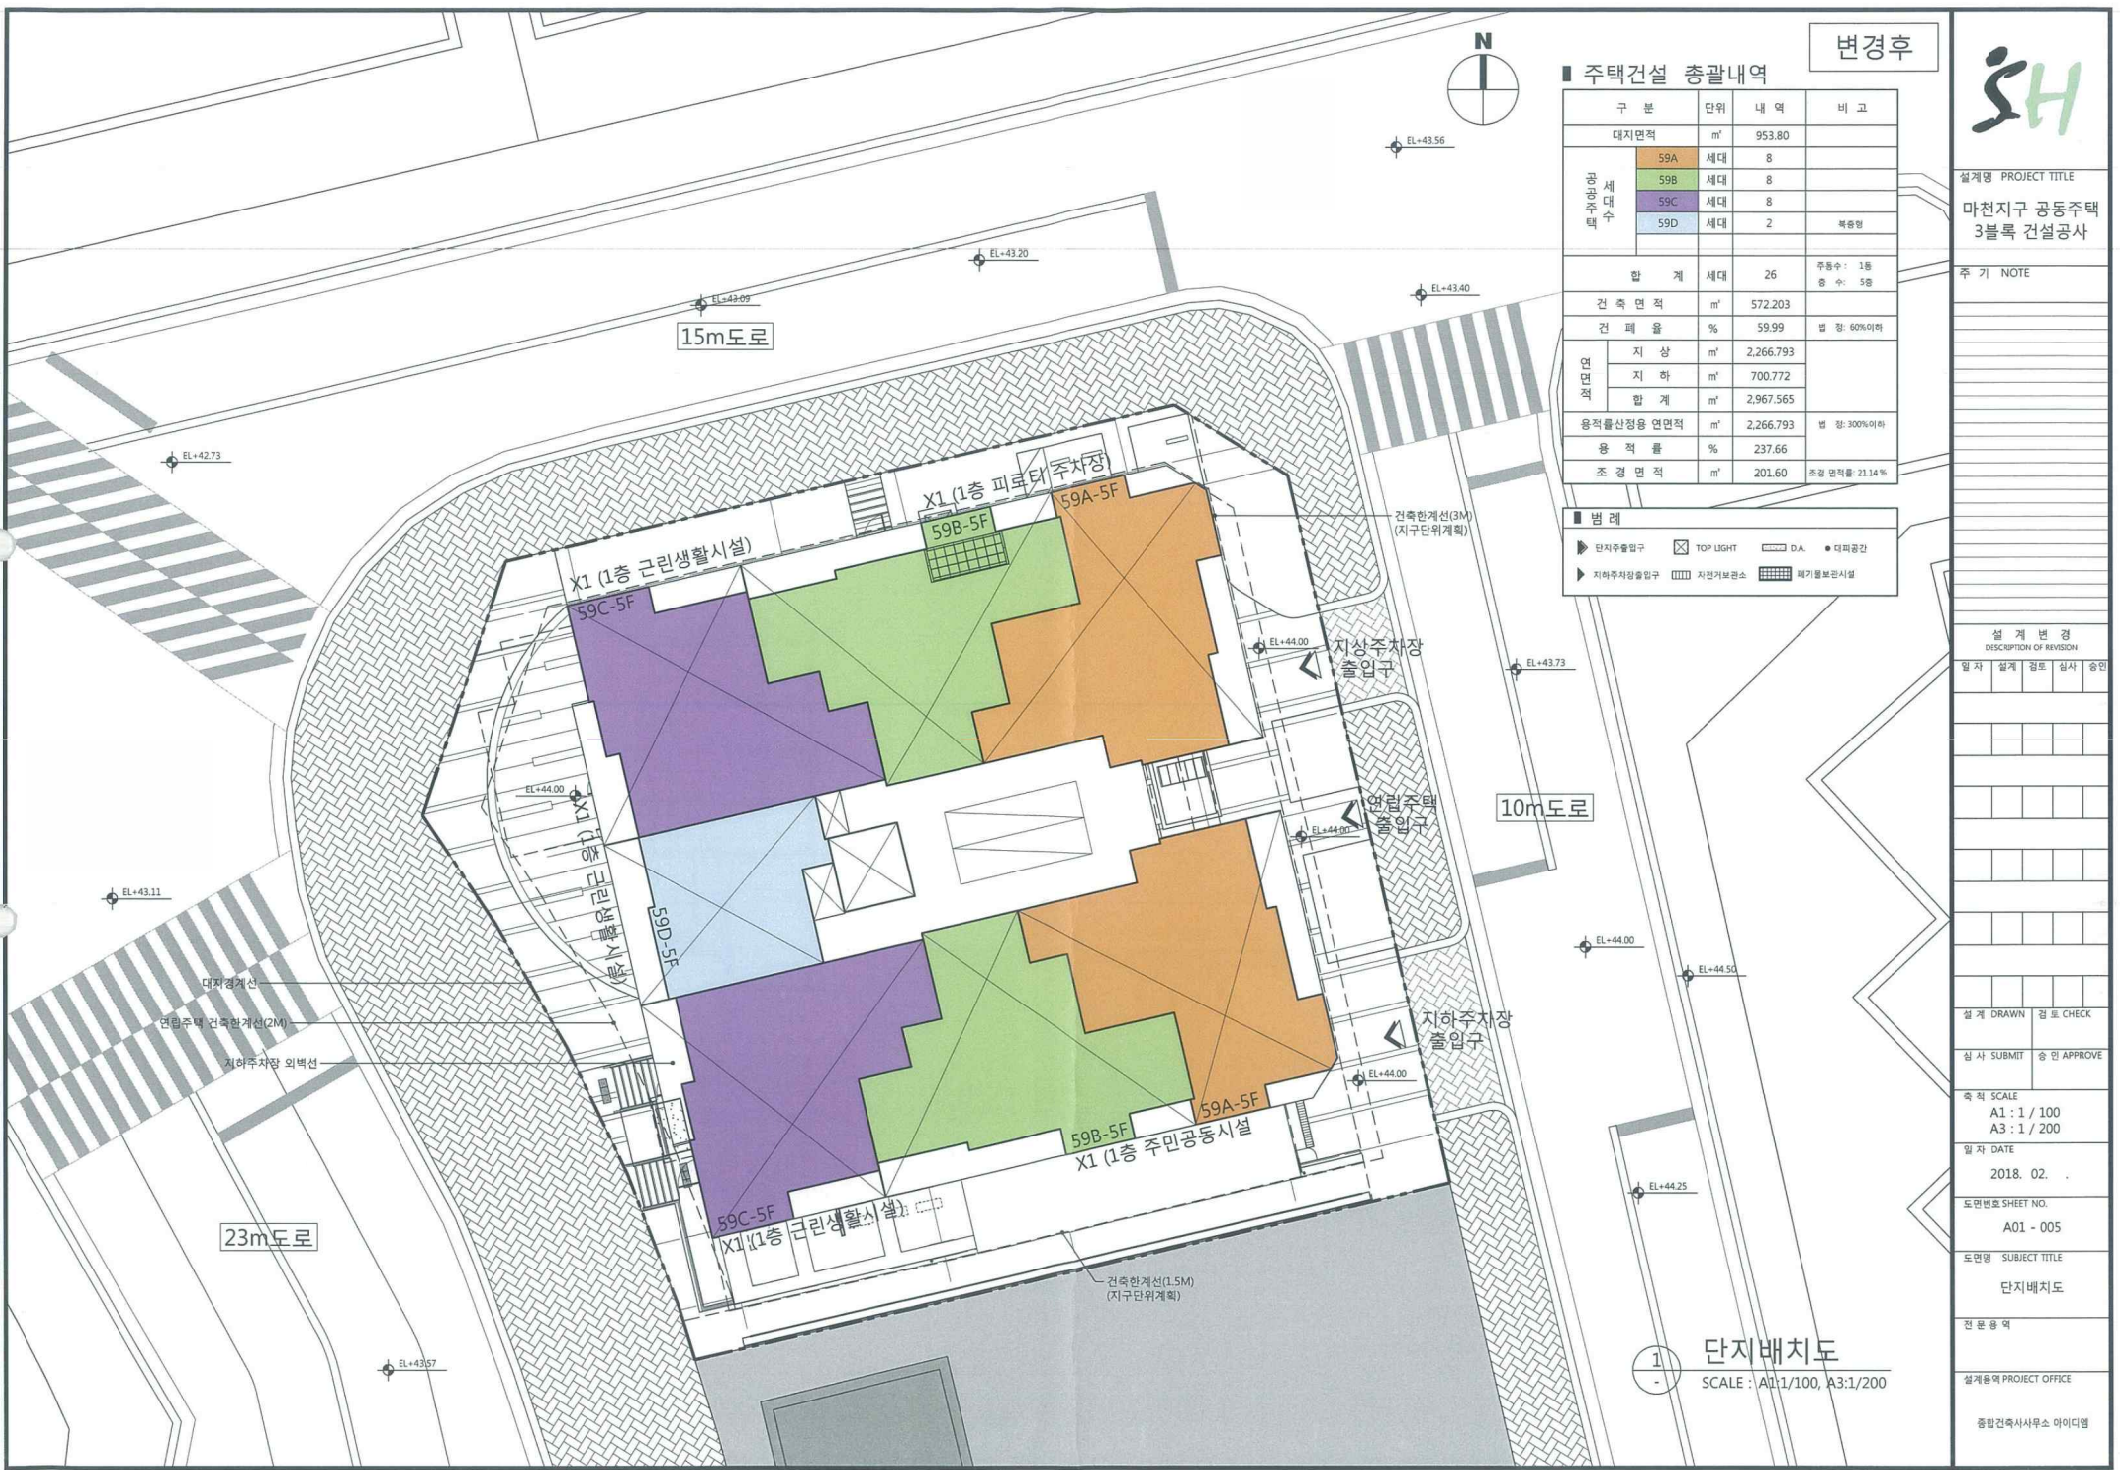 변경후
N
■ 주택건설 총괄내역
구 분 단위 내 역 비 고
대지면적 ㎡ 953.80
공공주택 세대수
59A 세대 8
59B 세대 8
59C 세대 8
59D 세대 2 복층형
합 계 세대 26 주동수 : 1동
층 수: 5층
건 축 면 적 ㎡ 572.203
건 폐 율 % 59.99 법 정: 60%이하
연면적
지 상 ㎡ 2,266.793
지 하 ㎡ 700.772
합 계 ㎡ 2,967.565
용적률산정용 연면적 ㎡ 2,266.793 법 정: 300%이하
용 적 률 % 237.66
조 경 면 적 ㎡ 201.60 조경 면적률: 21.14 %
■ 범 례
단지주출입구 TOP LIGHT D.A. 대피공간
지하주차장출입구 자전거보관소 폐기물보관시설
EL+43.56
EL+43.20
EL+43.09
EL+43.40
15m도로
EL+42.73
X1 (1층 피로티 주차장)
59A-5F
59B-5F
건축한계선(3M)
(지구단위계획)
X1 (1층 근린생활시설)
59C-5F
EL+44.00
지상주차장
출입구
EL+43.73
EL+44.00
X1 (1층 근린생활시설)
연립주택
출입구
EL+44.00
10m도로
EL+43.11
59D-5F
EL+44.00
EL+44.50
대지경계선
연립주택 건축한계선(2M)
지하주차장 외벽선
지하주차장
출입구
EL+44.00
59A-5F
59B-5F
X1 (1층 주민공동시설
EL+44.25
59C-5F
X1 (1층 근린생활시설)
23m도로
건축한계선(1.5M)
(지구단위계획)
EL+43.57
1
-
단지배치도
SCALE : A1:1/100, A3:1/200
SH
설계명 PROJECT TITLE
마천지구 공동주택
3블록 건설공사
주 기 NOTE
설 계 변 경
DESCRIPTION OF REVISION
일 자 설계 검토 심사 승인
설 계 DRAWN 검 토 CHECK
심 사 SUBMIT 승 인 APPROVE
축 척 SCALE
A1 : 1 / 100
A3 : 1 / 200
일 자 DATE
2018. 02. .
도면번호 SHEET NO.
A01 - 005
도면명 SUBJECT TITLE
단지배치도
전 문 용 역
설계용역 PROJECT OFFICE
종합건축사사무소 아이디엠